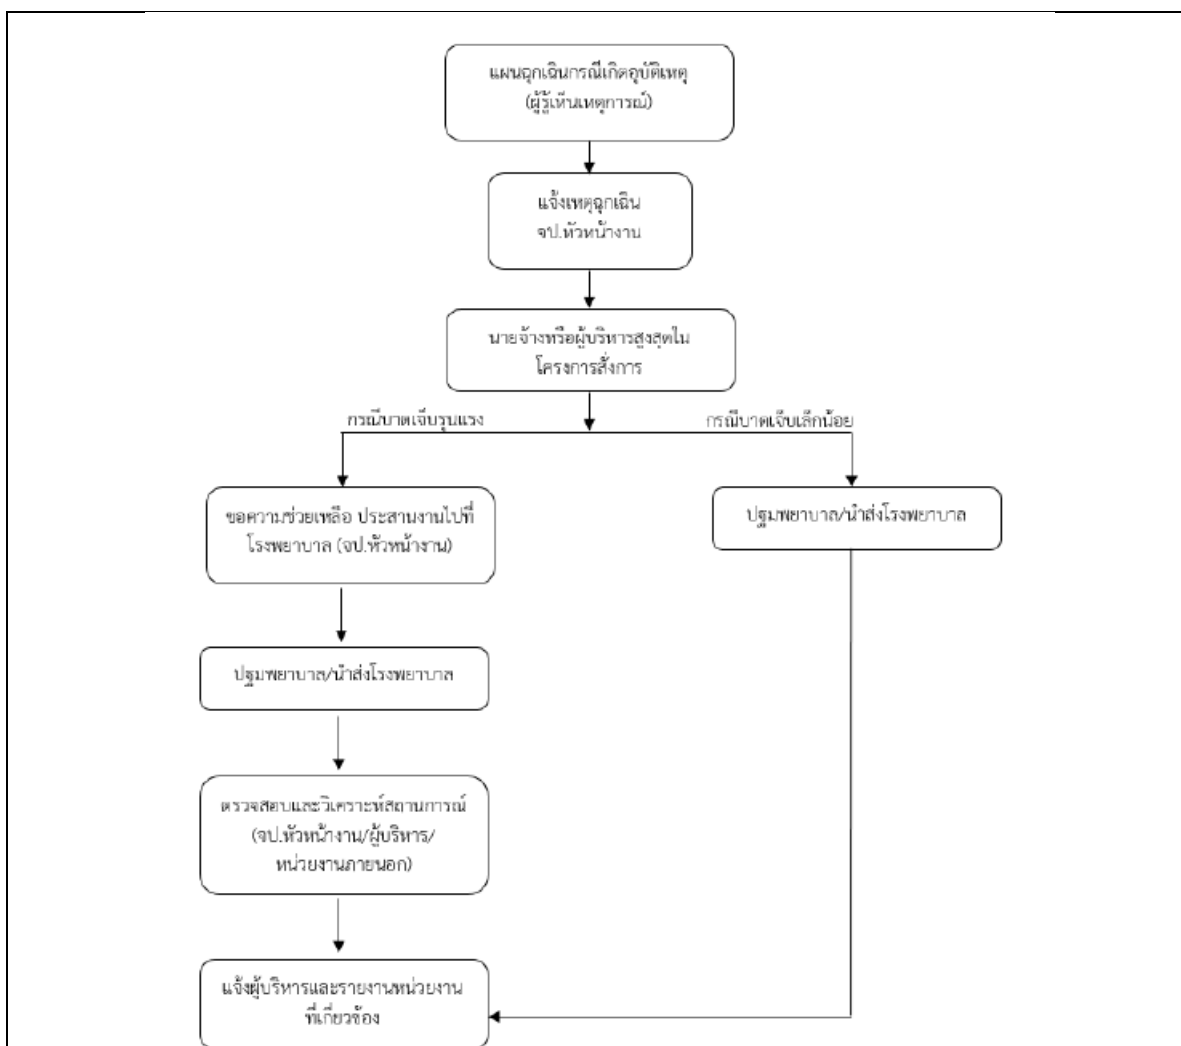 แผนฉุกเฉินกรณีเกิดอุบัติเหตุ
(ผู้รู้เห็นเหตุการณ์)
แจ้งเหตุฉุกเฉิน
จป.หัวหน้างาน
นายจ้างหรือผู้บริหารสูงสุดใน
โครงการสั่งการ
กรณีบาดเจ็บรุนแรง
กรณีบาดเจ็บเล็กน้อย
ขอความช่วยเหลือ ประสานงานไปที่
โรงพยาบาล (จป.หัวหน้างาน)
ปฐมพยาบาล/นำส่งโรงพยาบาล
ปฐมพยาบาล/นำส่งโรงพยาบาล
ตรวจสอบและวิเคราะห์สถานการณ์
(จป.หัวหน้างาน/ผู้บริหาร/
หน่วยงานภายนอก)
แจ้งผู้บริหารและรายงานหน่วยงาน
ที่เกี่ยวข้อง